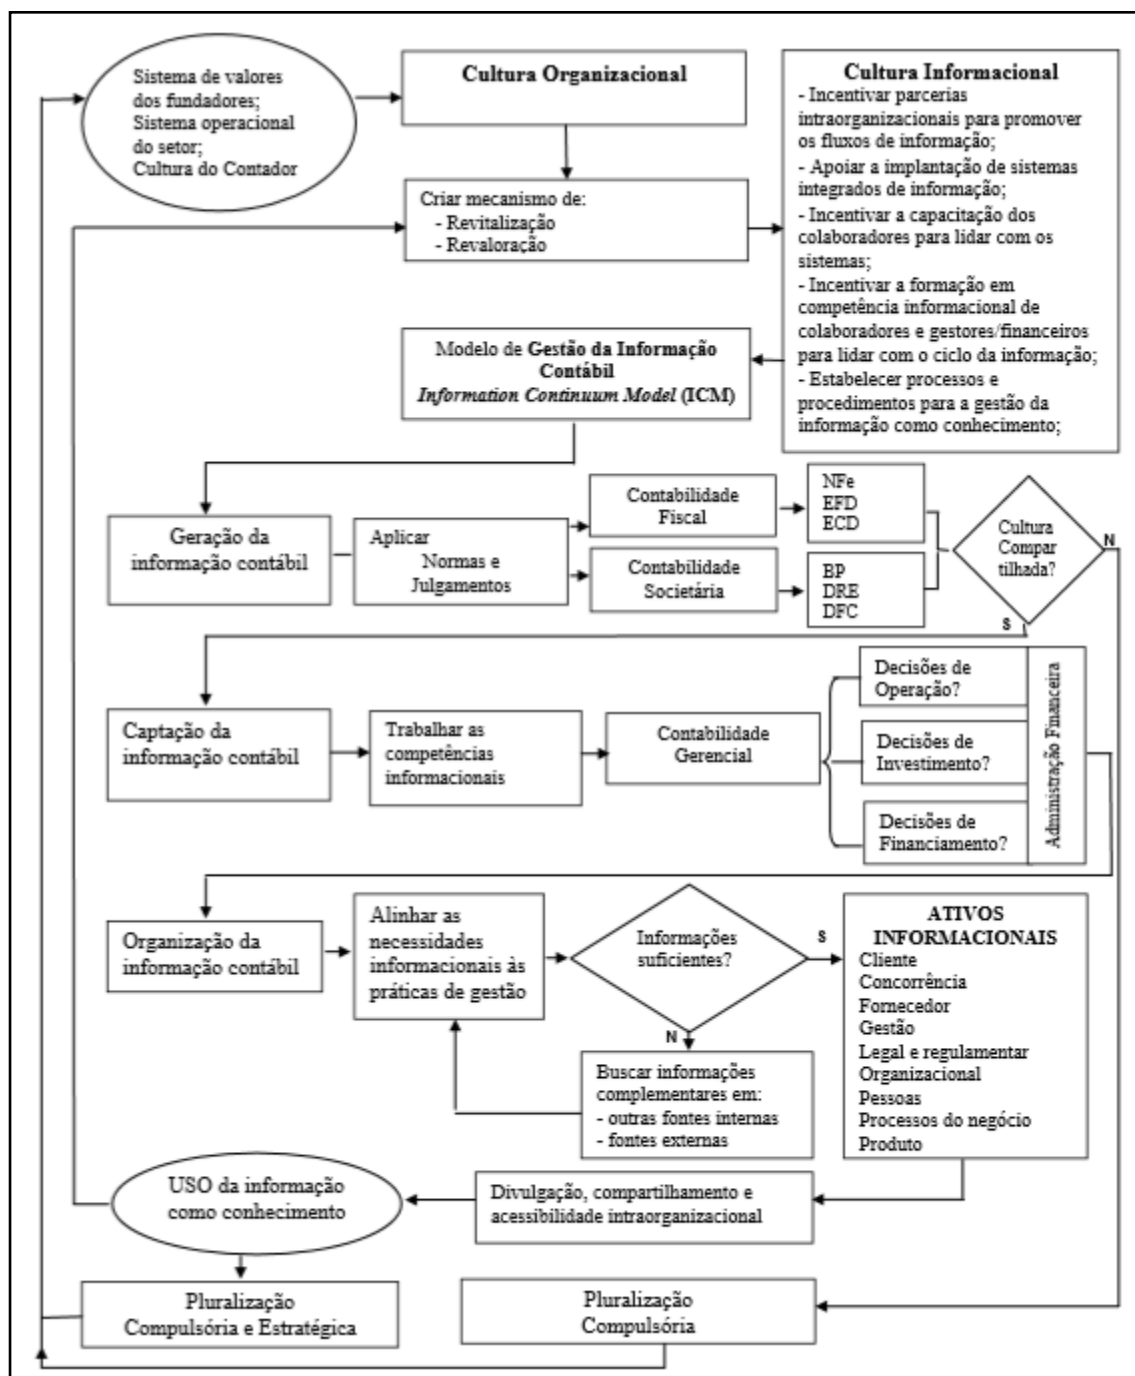 Sistema de valores
dos fundadores;
Sistema operacional
do setor;
Cultura do Contador
Cultura Organizacional
Cultura Informacional
- Incentivar parcerias
intraorganizacionais para promover
os fluxos de informação;
- Apoiar a implantação de sistemas
integrados de informação;
- Incentivar a capacitação dos
colaboradores para lidar com os
sistemas;
- Incentivar a formação em
competência informacional de
colaboradores e gestores/financeiros
para lidar com o ciclo da informação;
- Estabelecer processos e
procedimentos para a gestão da
informação como conhecimento;
Criar mecanismo de:
- Revitalização
- Revaloração
Modelo de Gestão da Informação
Contábil
Information Continuum Model (ICM)
Geração da
informação contábil
Aplicar
Normas e
Julgamentos
Contabilidade
Fiscal
Contabilidade
Societária
NFe
EFD
ECD
BP
DRE
DFC
Cultura
Compar
tilhada?
N
S
Captação da
informação contábil
Trabalhar as
competências
informacionais
Contabilidade
Gerencial
Decisões de
Operação?
Decisões de
Investimento?
Decisões de
Financiamento?
Administração Financeira
Organização da
informação contábil
Alinhar as
necessidades
informacionais às
práticas de gestão
Informações
suficientes?
S
N
Buscar informações
complementares em:
- outras fontes internas
- fontes externas
ATIVOS
INFORMACIONAIS
Cliente
Concorrência
Fornecedor
Gestão
Legal e regulamentar
Organizacional
Pessoas
Processos do negócio
Produto
USO da informação
como conhecimento
Divulgação, compartilhamento e
acessibilidade intraorganizacional
Pluralização
Compulsória e Estratégica
Pluralização
Compulsória